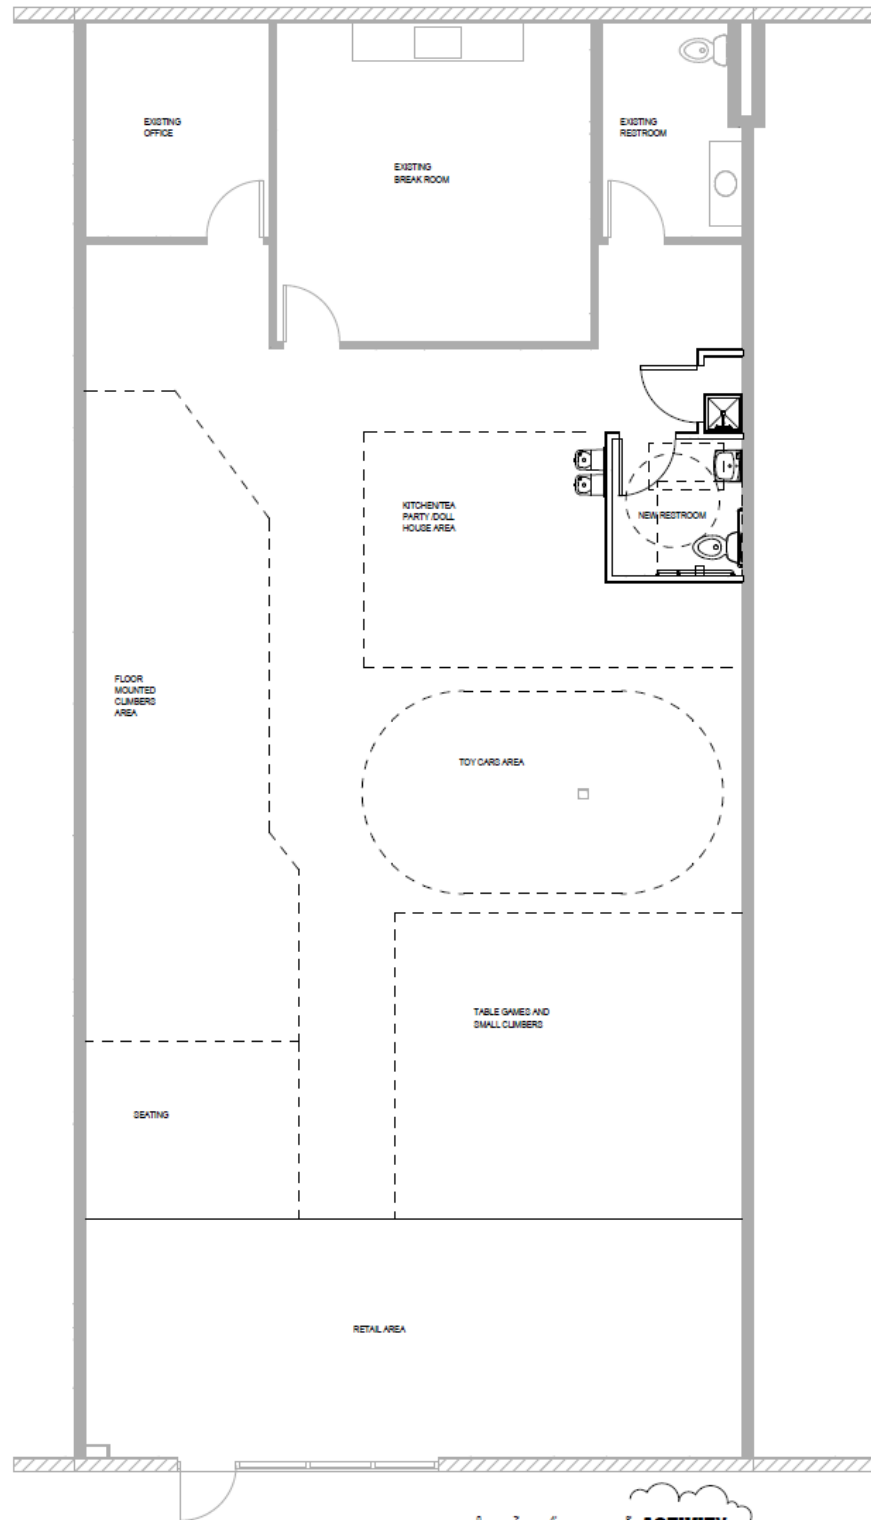 EXISTING
OFFICE
EXISTING
BREAK ROOM
EXISTING
RESTROOM
KITCHEN/TEA
PARTY /DOLL
HOUSE AREA
NEW RESTROOM
FLOOR
MOUNTED
CLIMBERS
AREA
TOY CARS AREA
TABLE GAMES AND
SMALL CLIMBERS
SEATING
RETAIL AREA
ACTIVITY